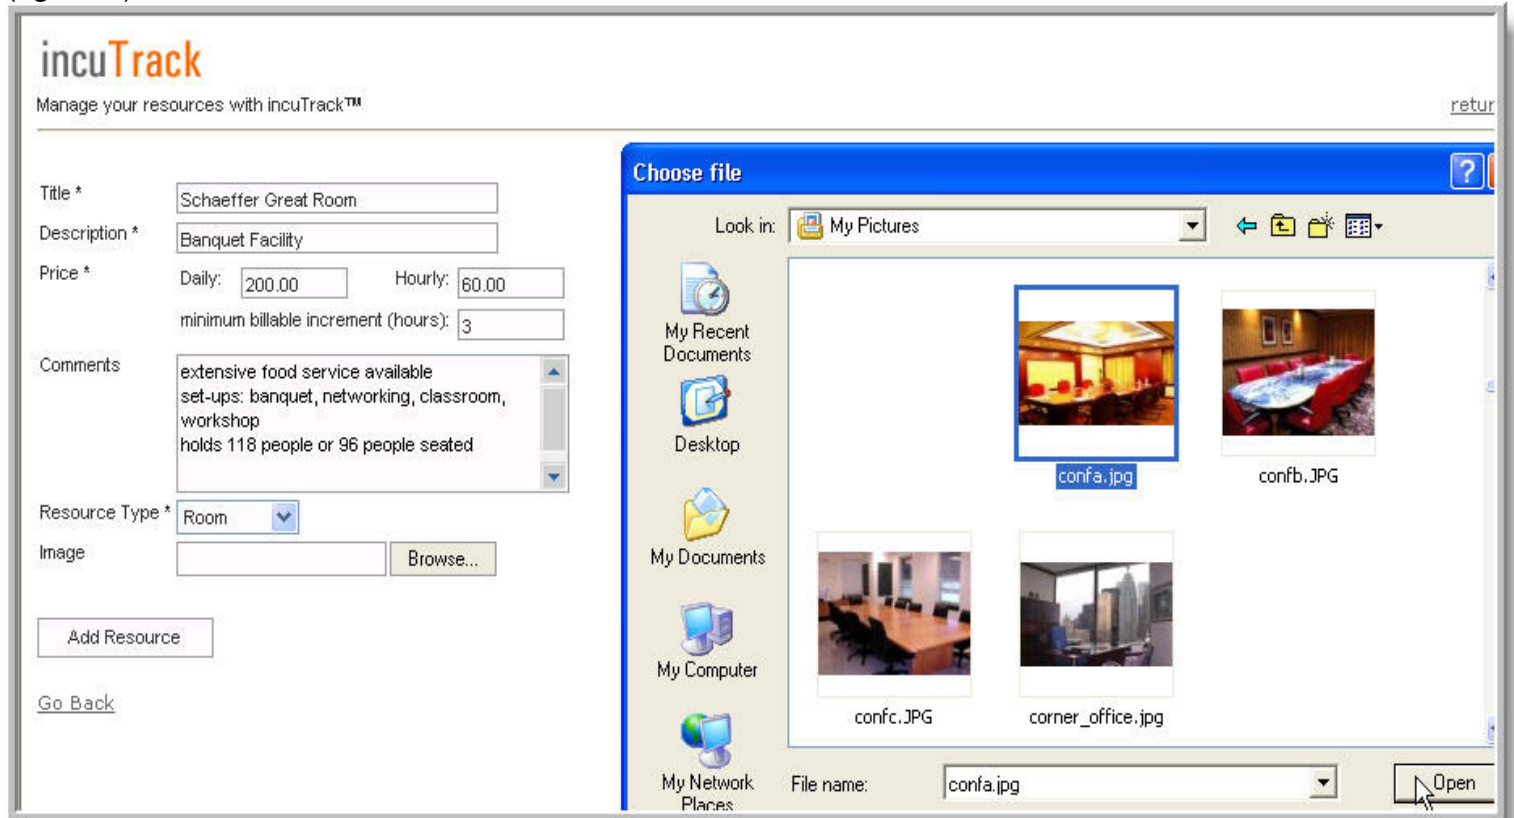 incuTrack
Manage your resources with incuTrack™
retur
Title *
Schaeffer Great Room
Description *
Banquet Facility
Price *
Daily: 200.00 Hourly: 60.00
minimum billable increment (hours): 3
Comments
extensive food service available
set-ups: banquet, networking, classroom,
workshop
holds 118 people or 96 people seated
Resource Type * Room
Image
Browse...
Add Resource
Go Back
Choose file
?
Look in: My Pictures
My Recent
Documents
Desktop
My Documents
My Computer
My Network
Places
confa.jpg
confb.JPG
confc.JPG
corner_office.jpg
File name: confa.jpg
Open